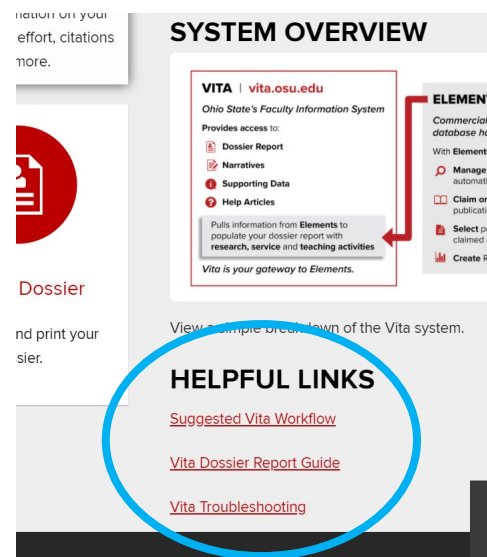 mation on your
effort, citations
more.
Dossier
nd print your
sier.
SYSTEM OVERVIEW
VITA | vita.osu.edu
Ohio State's Faculty Information System
Provides access to:
Dossier Report
Narratives
Supporting Data
Help Articles
Pulls information from Elements to
populate your dossier report with
research, service and teaching activities
Vita is your gateway to Elements.
ELEMEN
Commercial
database ho
With Element
Manage
automati
Claim or
publicati
Select p
claimed
Create R
View a simple breakdown of the Vita system.
HELPFUL LINKS
Suggested Vita Workflow
Vita Dossier Report Guide
Vita Troubleshooting